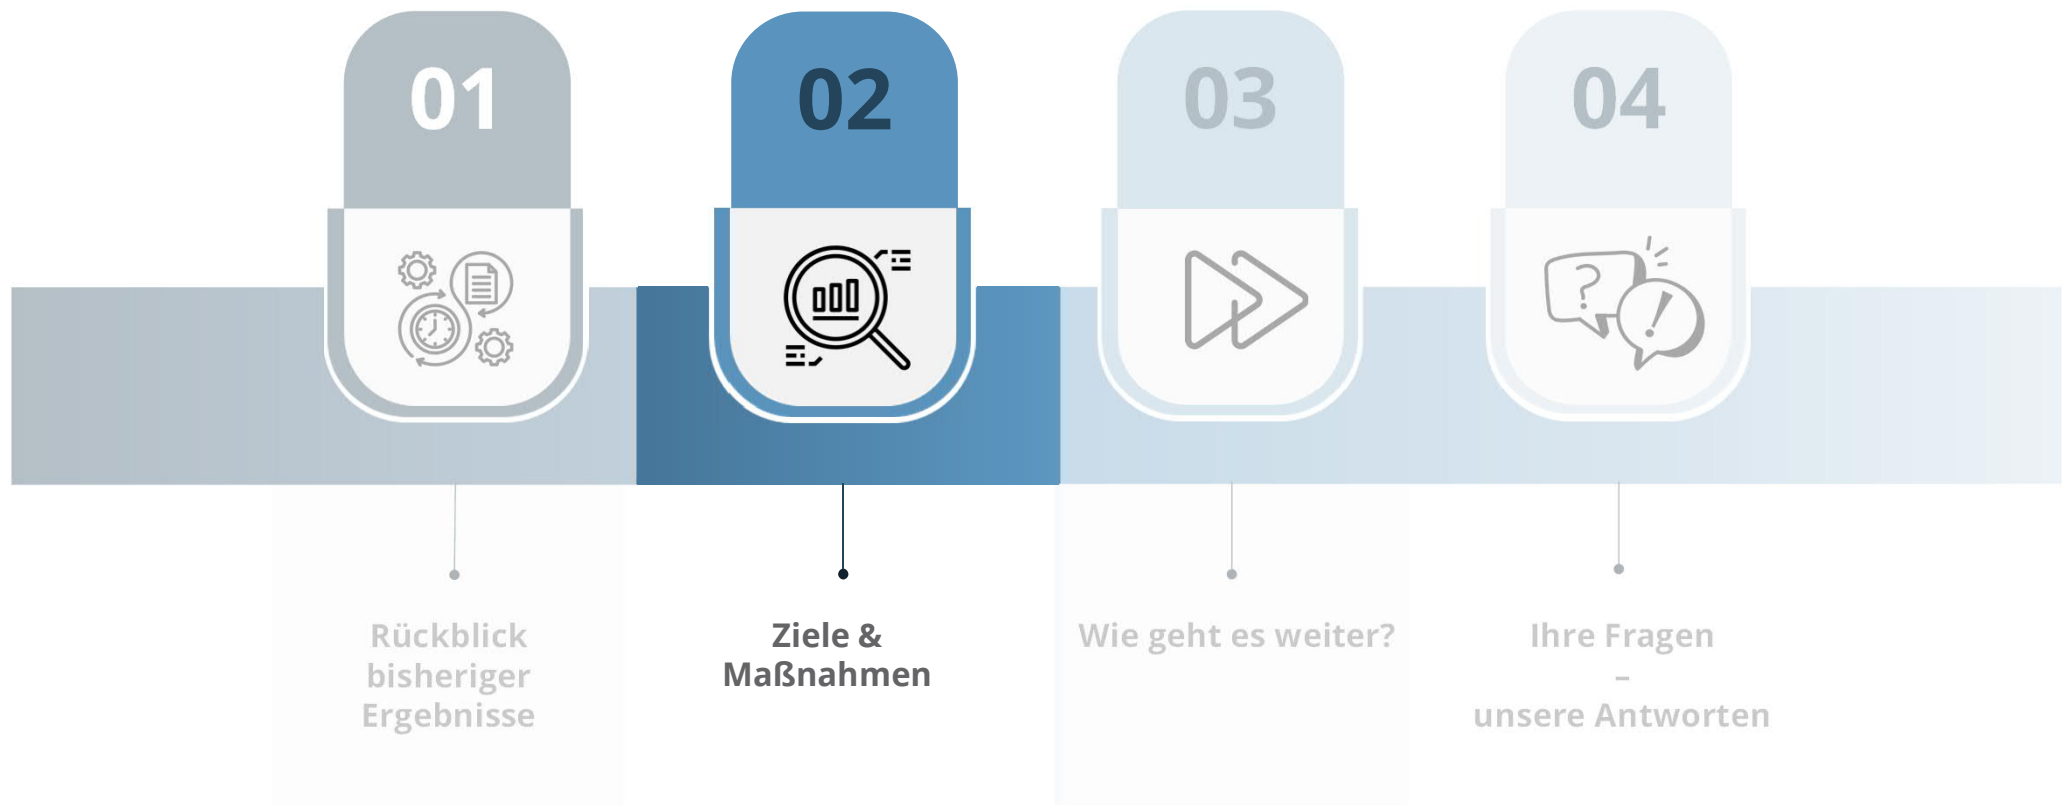 01
02
03
04
Rückblick
bisheriger
Ergebnisse
Ziele &
Maßnahmen
Wie geht es weiter?
Ihre Fragen
–
unsere Antworten